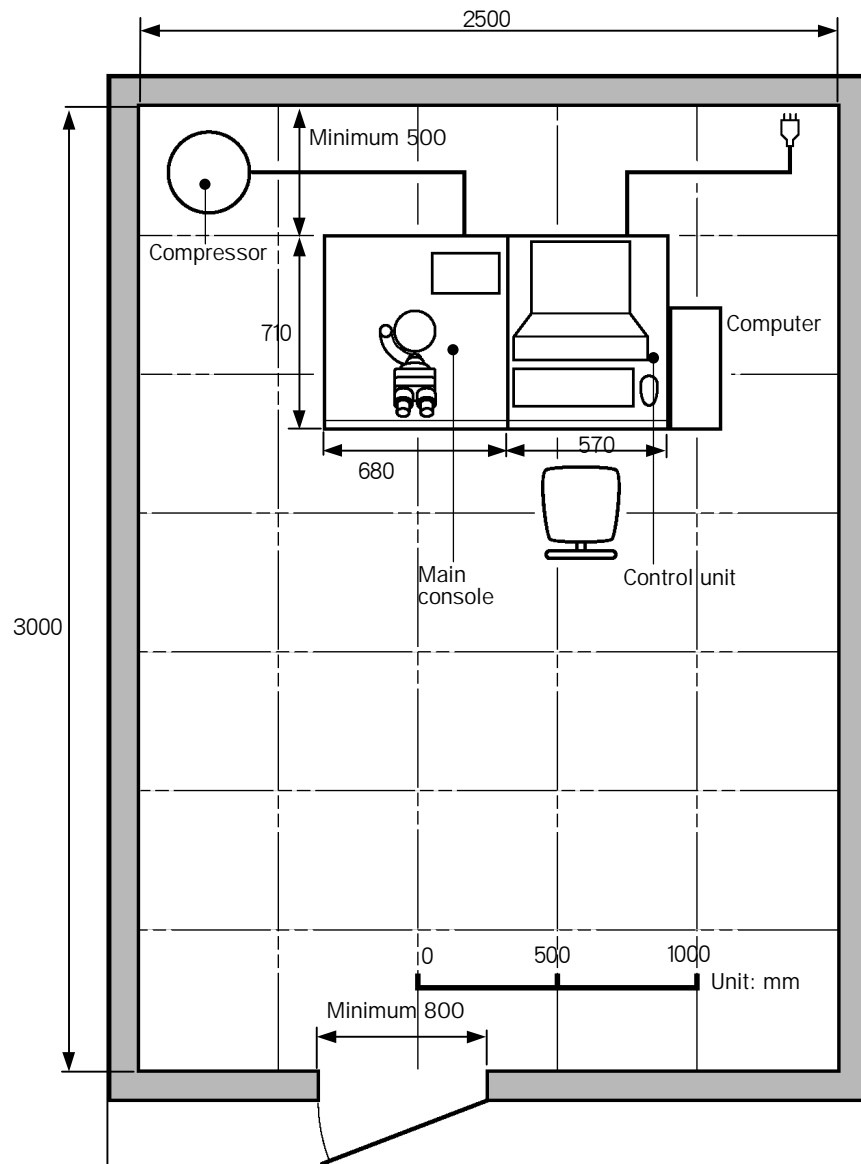 2500
Minimum 500
Compressor
710
Computer
680
570
Main
console
Control unit
3000
0
500
1000
Unit: mm
Minimum 800